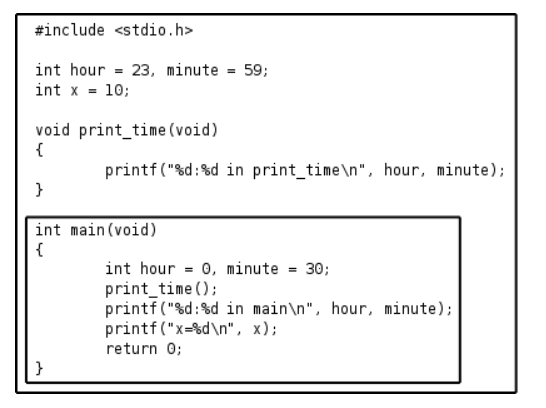 #include <stdio.h>
int hour = 23, minute = 59;
int x = 10;
void print_time(void)
{
printf("%d:%d in print_time\n", hour, minute);
}
int main(void)
{
int hour = 0, minute = 30;
print_time();
printf("%d:%d in main\n", hour, minute);
printf("x=%d\n", x);
return 0;
}